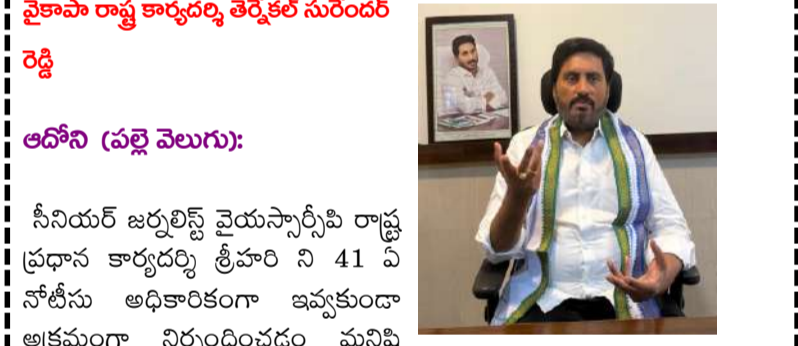 వైకాపా రాష్ట్ర కార్యదర్శి తెర్నేకల్ సురేందర్
రెడ్డి
ఆదోని (పల్లె వెలుగు):
సీనియర్ జర్నలిస్ట్ వైయస్సార్సీపి రాష్ట్ర
ప్రధాన కార్యదర్శి శ్రీహరి ని 41 ఏ
నోటీసు అధికారికంగా ఇవ్వకుండా
అక్రమంగా నిర్బంధించడం మనిషి